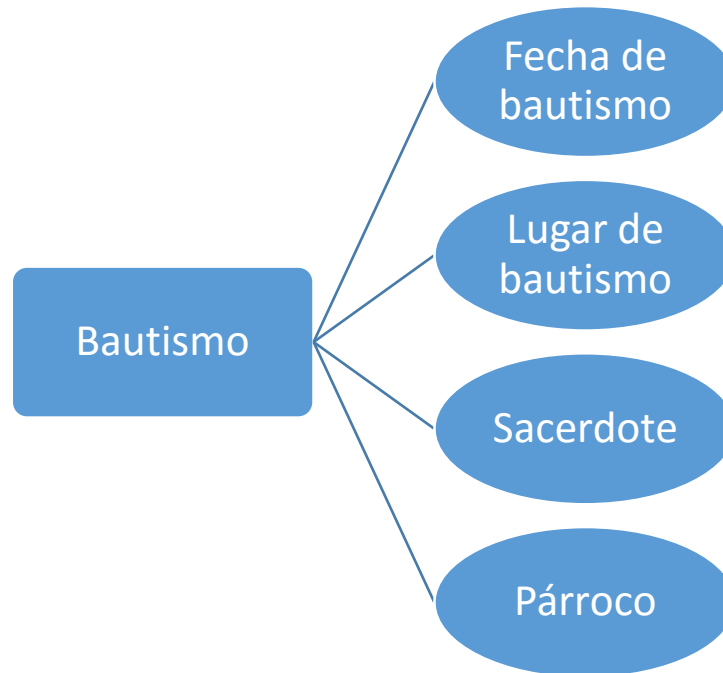 Fecha de
bautismo
Lugar de
bautismo
Bautismo
Sacerdote
Párroco